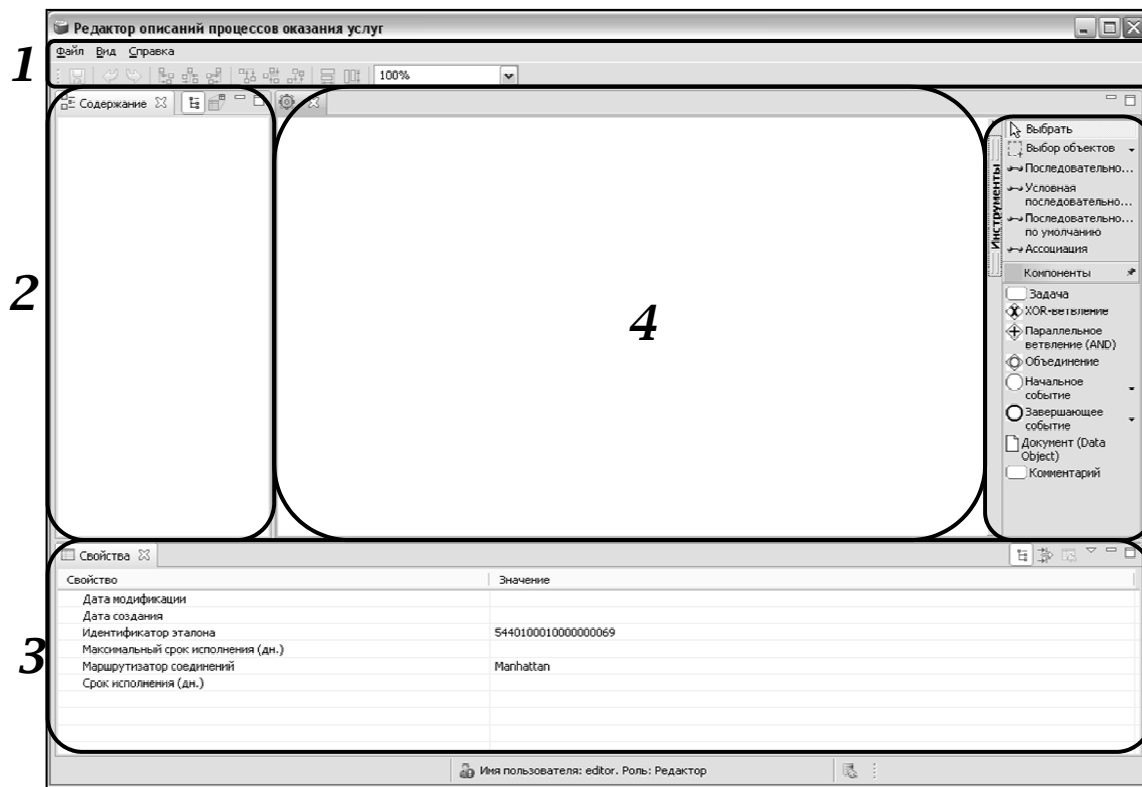 Редактор описаний процессов оказания услуг
1
Файл Вид Справка
100%
2
Содержание
4
Инструменты
Выбрать
Выбор объектов
Последовательно...
Условная
последовательно...
Последовательно...
по умолчанию
Ассоциация
Компоненты
Задача
XOR-ветвление
Параллельное
ветвление (AND)
Объединение
Начальное
событие
Завершающее
событие
Документ (Data
Object)
Комментарий
3
Свойства
Свойство Значение
Дата модификации
Дата создания
Идентификатор эталона 5440100010000000069
Максимальный срок исполнения (дн.)
Маршрутизатор соединений Manhattan
Срок исполнения (дн.)
Имя пользователя: editor. Роль: Редактор